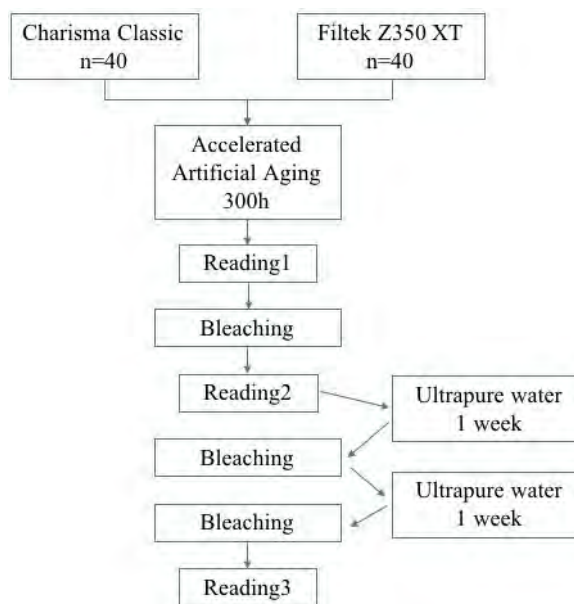 Charisma Classic
n=40
Filtek Z350 XT
n=40
Accelerated
Artificial Aging
300h
Reading1
Bleaching
Reading2
Ultrapure water
1 week
Bleaching
Ultrapure water
1 week
Bleaching
Reading3